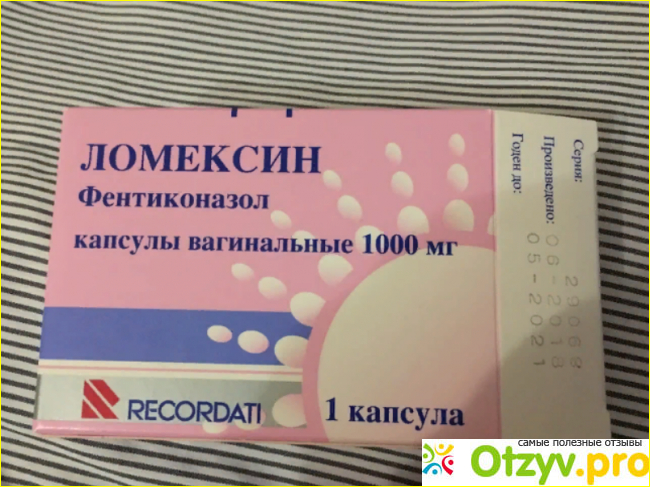 ЛОМЕКСИН
Фентиконазол
капсулы вагинальные 1000 мг
RECORDATI
1 капсула
Серия: 29068
Произведено: 06-2018
Годен до: 05-2021
самые полезные отзывы
Otzyv.pro